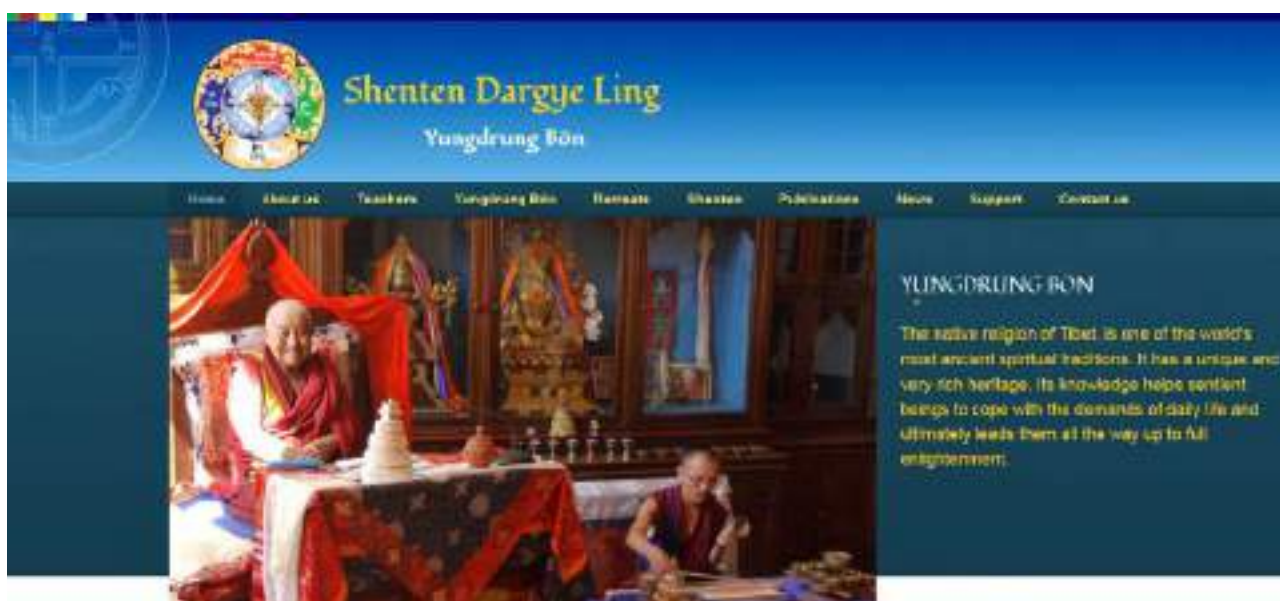 Shenten Dargye Ling
Yungdrung Bön
Home About us Teachers Yungdrung Bön Retreats Shenten Publications News Support Contact us
YUNGDRUNG BÖN
The native religion of Tibet, is one of the world's
most ancient spiritual traditions. It has a unique and
very rich heritage. Its knowledge helps sentient
beings to cope with the demands of daily life and
ultimately leads them all the way up to full
enlightenment.